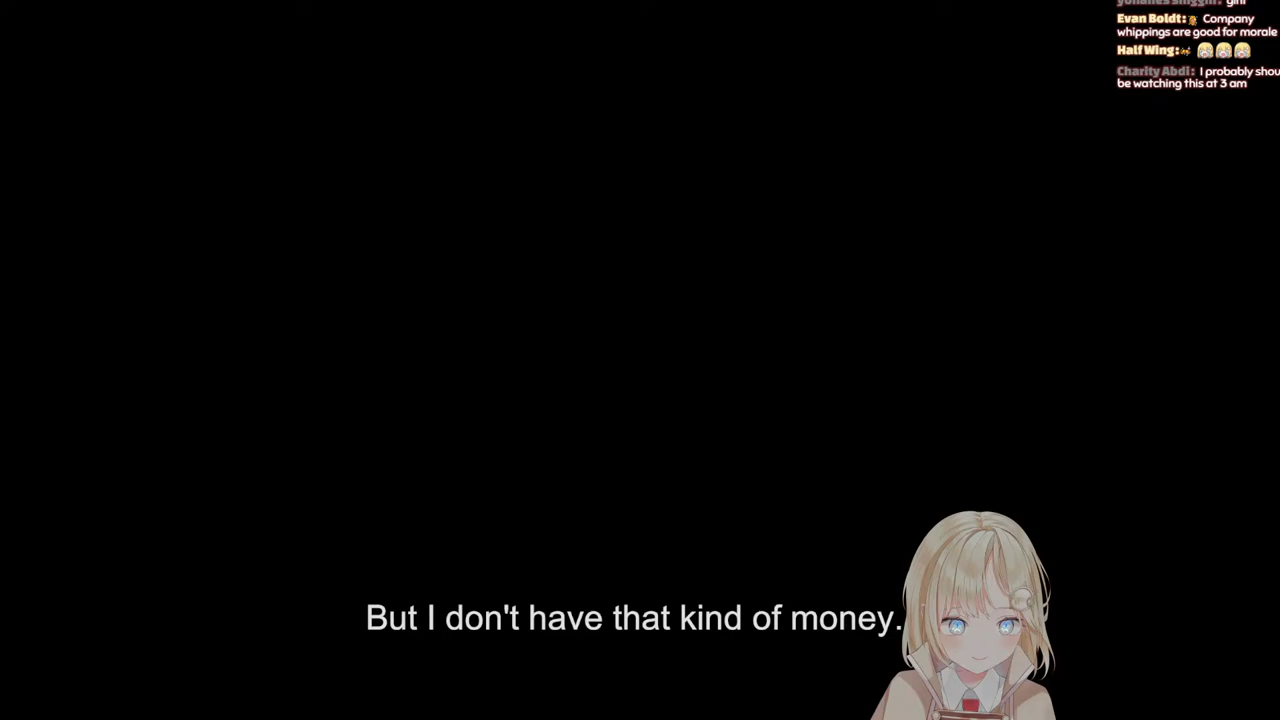 Evan Boldt: Company
whippings are good for morale
Half Wing:
Charity Abdi: I probably shou
be watching this at 3 am
But I don't have that kind of money.